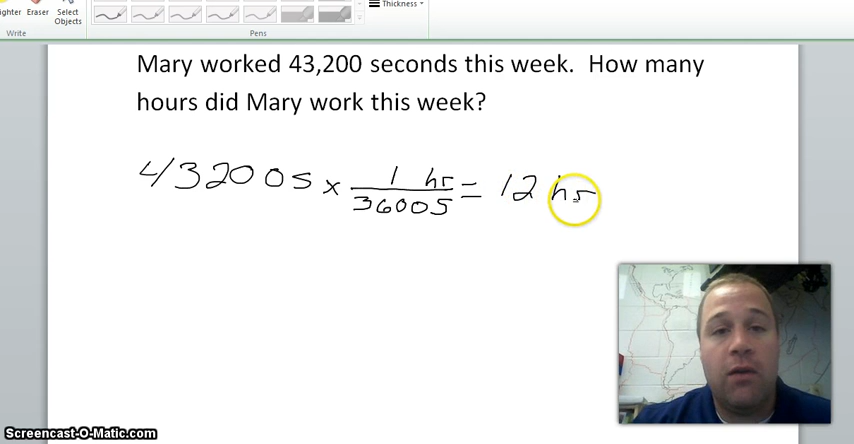 ighter Eraser Select Objects
Thickness
Write Pens
Mary worked 43,200 seconds this week. How many
hours did Mary work this week?
43200s x 1 hr / 3600s = 12 hr
Screencast-O-Matic.com